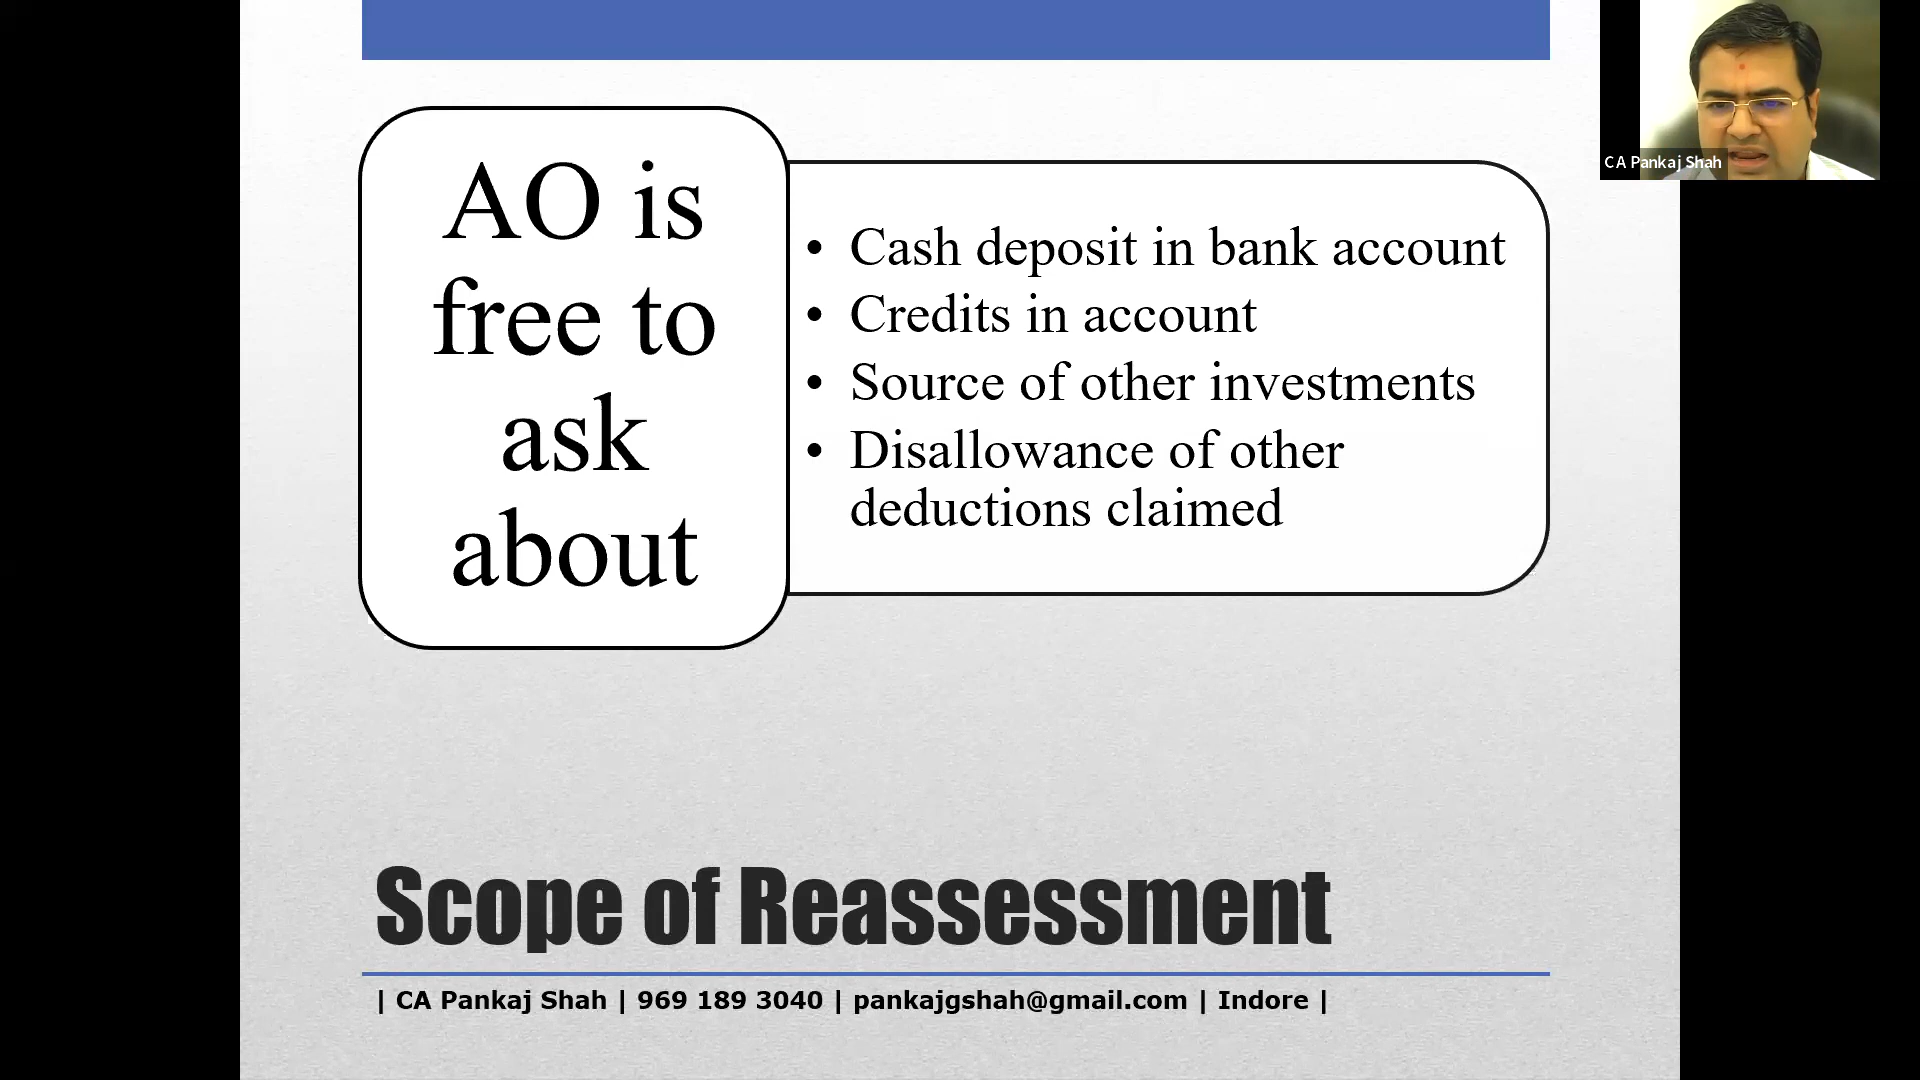 AO is
free to
ask
about
• Cash deposit in bank account
• Credits in account
• Source of other investments
• Disallowance of other
deductions claimed
CA Pankaj Shah
Scope of Reassessment
| CA Pankaj Shah | 969 189 3040 | pankajgshah@gmail.com | Indore |